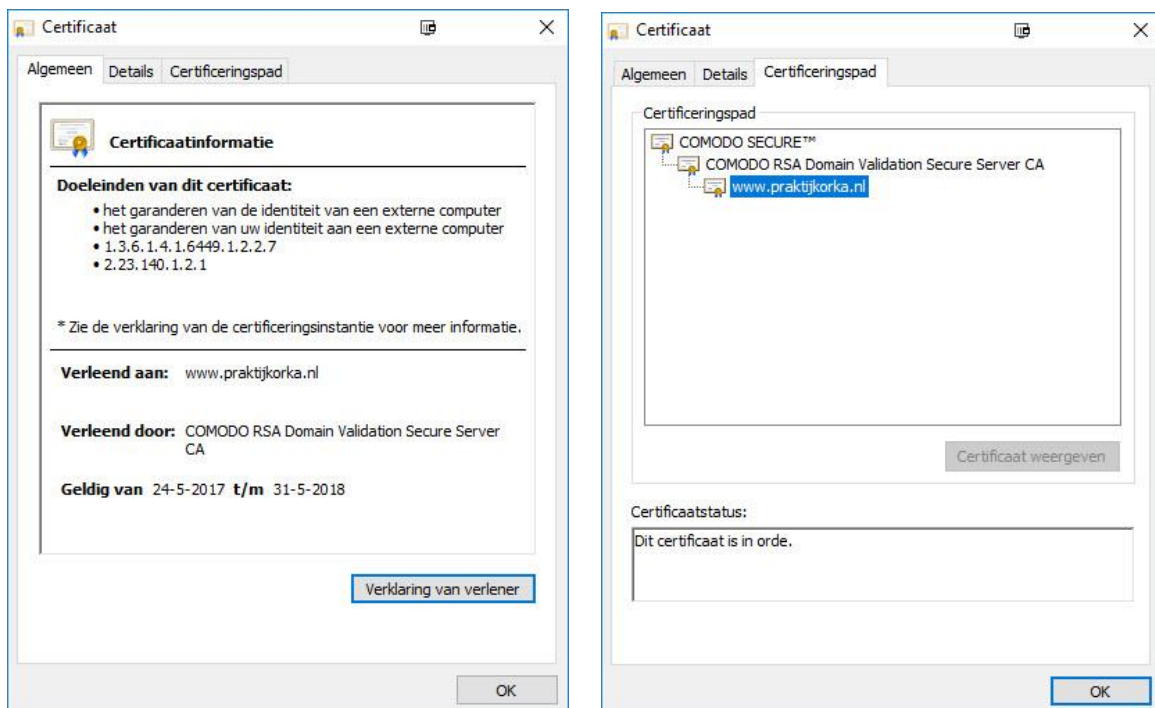 Certificaat
Algemeen Details Certificeringspad
Certificaatinformatie
Doeleinden van dit certificaat:
• het garanderen van de identiteit van een externe computer
• het garanderen van uw identiteit aan een externe computer
• 1.3.6.1.4.1.6449.1.2.2.7
• 2.23.140.1.2.1
* Zie de verklaring van de certificeringsinstantie voor meer informatie.
Verleend aan: www.praktijkorka.nl
Verleend door: COMODO RSA Domain Validation Secure Server
CA
Geldig van 24-5-2017 t/m 31-5-2018
Verklaring van verlener
OK
Certificaat
Algemeen Details Certificeringspad
Certificeringspad
COMODO SECURE™
COMODO RSA Domain Validation Secure Server CA
www.praktijkorka.nl
Certificaat weergeven
Certificaatstatus:
Dit certificaat is in orde.
OK